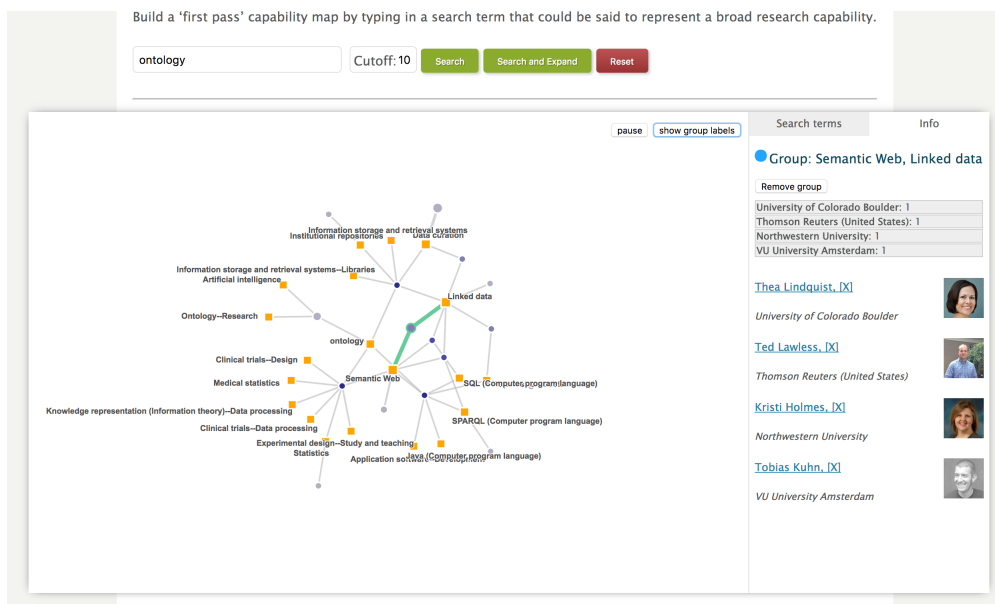 Build a ‘first pass’ capability map by typing in a search term that could be said to represent a broad research capability.
ontology
Cutoff: 10
Search
Search and Expand
Reset
pause
show group labels
Search terms
Info
Group: Semantic Web, Linked data
Remove group
University of Colorado Boulder: 1
Thomson Reuters (United States): 1
Northwestern University: 1
VU University Amsterdam: 1
Thea Lindquist, [X]
University of Colorado Boulder
Ted Lawless, [X]
Thomson Reuters (United States)
Kristi Holmes, [X]
Northwestern University
Tobias Kuhn, [X]
VU University Amsterdam
Information storage and retrieval systems
Institutional repositories
Data curation
Information storage and retrieval systems--Libraries
Artificial intelligence
Linked data
Ontology--Research
ontology
Clinical trials--Design
Semantic Web
Medical statistics
SQL (Computer program language)
Knowledge representation (Information theory)--Data processing
SPARQL (Computer program language)
Clinical trials--Data processing
Experimental design--Study and teaching
Statistics
Java (Computer program language)
Application software--Development